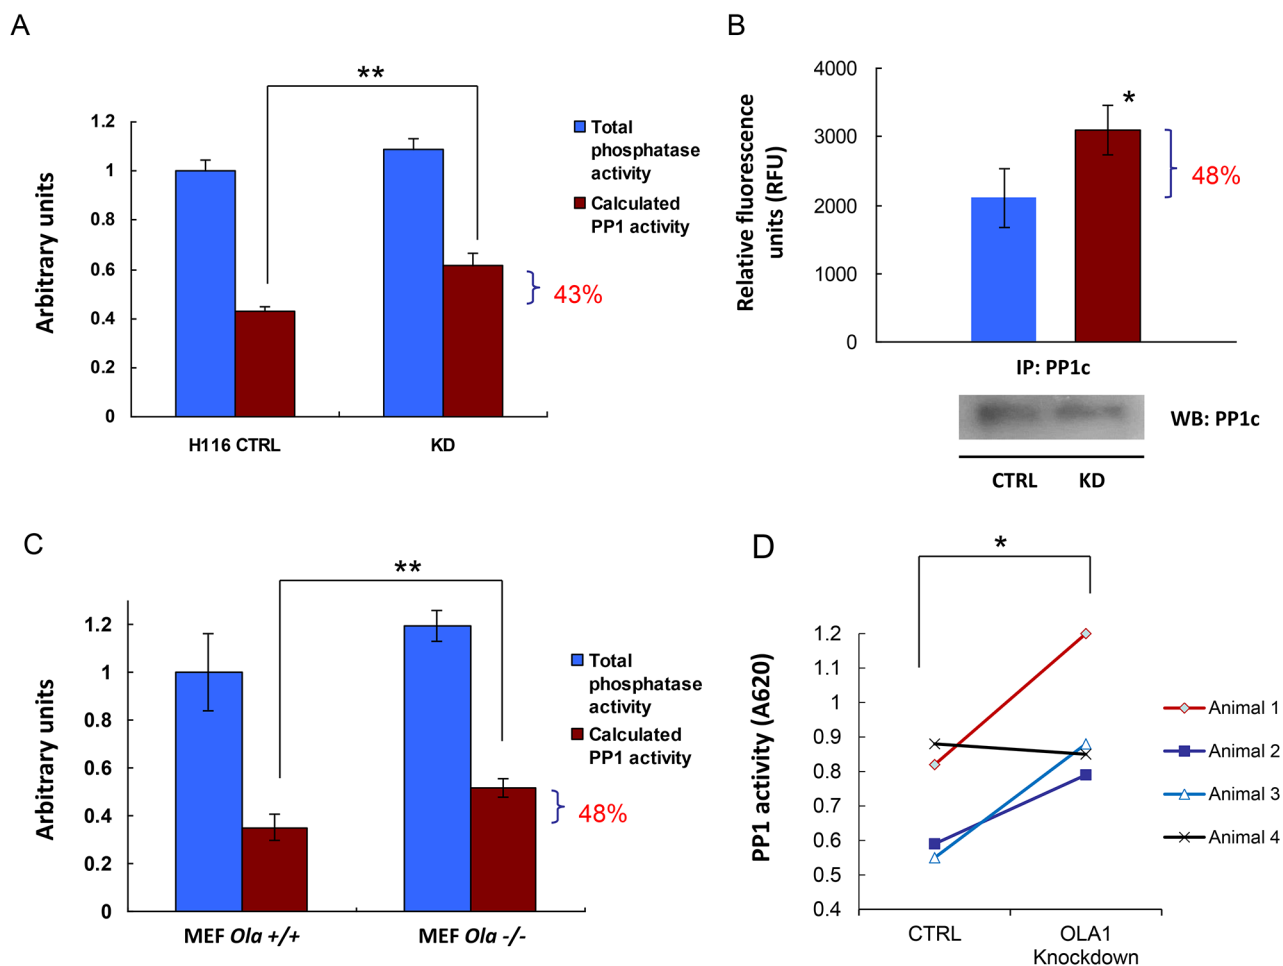 A
**
1.2
1
0.8
0.6
0.4
0.2
0
Arbitrary units
H116 CTRL
KD
Total
phosphatase
activity
Calculated
PP1 activity
43%
B
4000
3000
2000
1000
0
Relative fluorescence
units (RFU)
*
48%
IP: PP1c
WB: PP1c
CTRL
KD
C
**
1.2
1
0.8
0.6
0.4
0.2
0
Arbitrary units
MEF Ola +/+
MEF Ola -/-
Total
phosphatase
activity
Calculated
PP1 activity
48%
D
*
1.2
1.1
1
0.9
0.8
0.7
0.6
0.5
0.4
PP1 activity (A620)
CTRL
OLA1
Knockdown
Animal 1
Animal 2
Animal 3
Animal 4